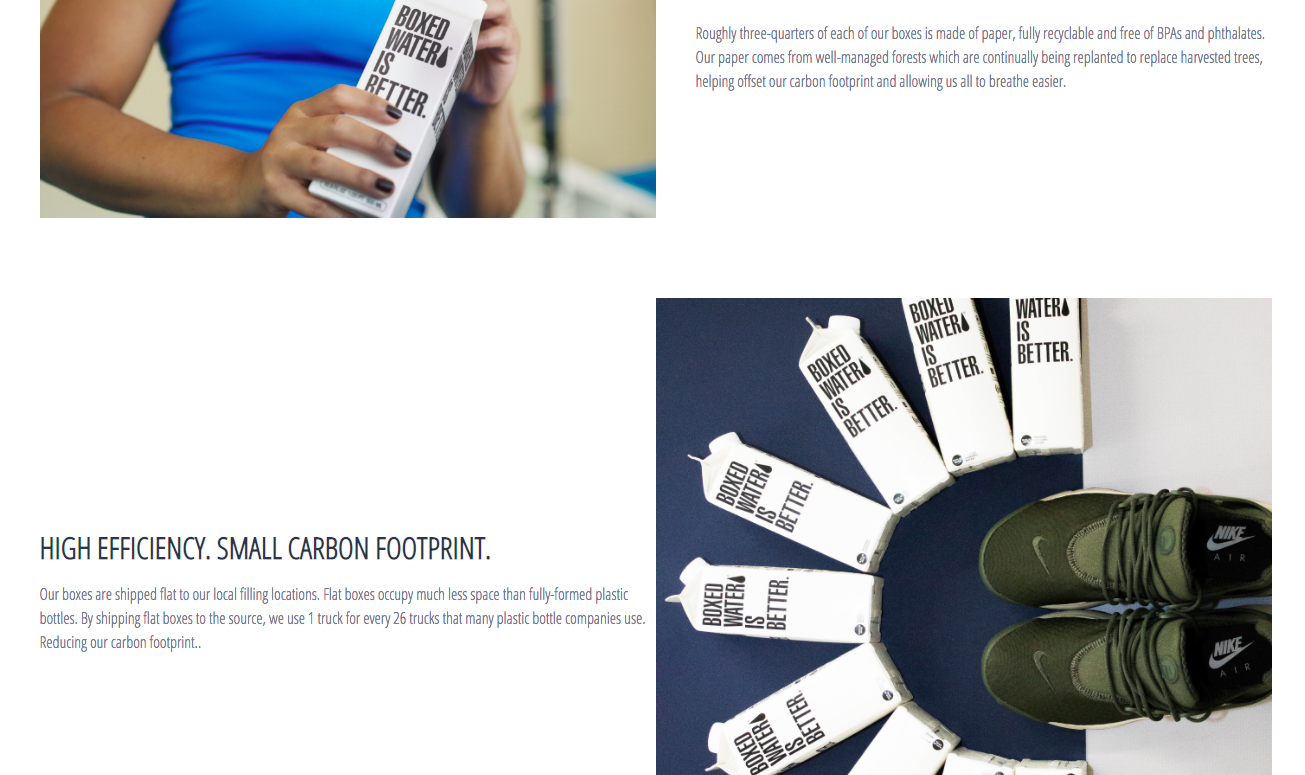 BOXED
WATER
IS
BETTER.
Roughly three-quarters of each of our boxes is made of paper, fully recyclable and free of BPAs and phthalates.
Our paper comes from well-managed forests which are continually being replanted to replace harvested trees,
helping offset our carbon footprint and allowing us all to breathe easier.
HIGH EFFICIENCY. SMALL CARBON FOOTPRINT.
Our boxes are shipped flat to our local filling locations. Flat boxes occupy much less space than fully-formed plastic
bottles. By shipping flat boxes to the source, we use 1 truck for every 26 trucks that many plastic bottle companies use.
Reducing our carbon footprint..
BOXED
WATER
IS
BETTER.
WATER
IS
BETTER.
BOXED
WATER
IS
BETTER.
BOXED
WATER
IS
BETTER.
BOXED
WATER
IS
BETTER.
BOXED
WATER
IS
BETTER.
NIKE
AIR
NIKE
AIR